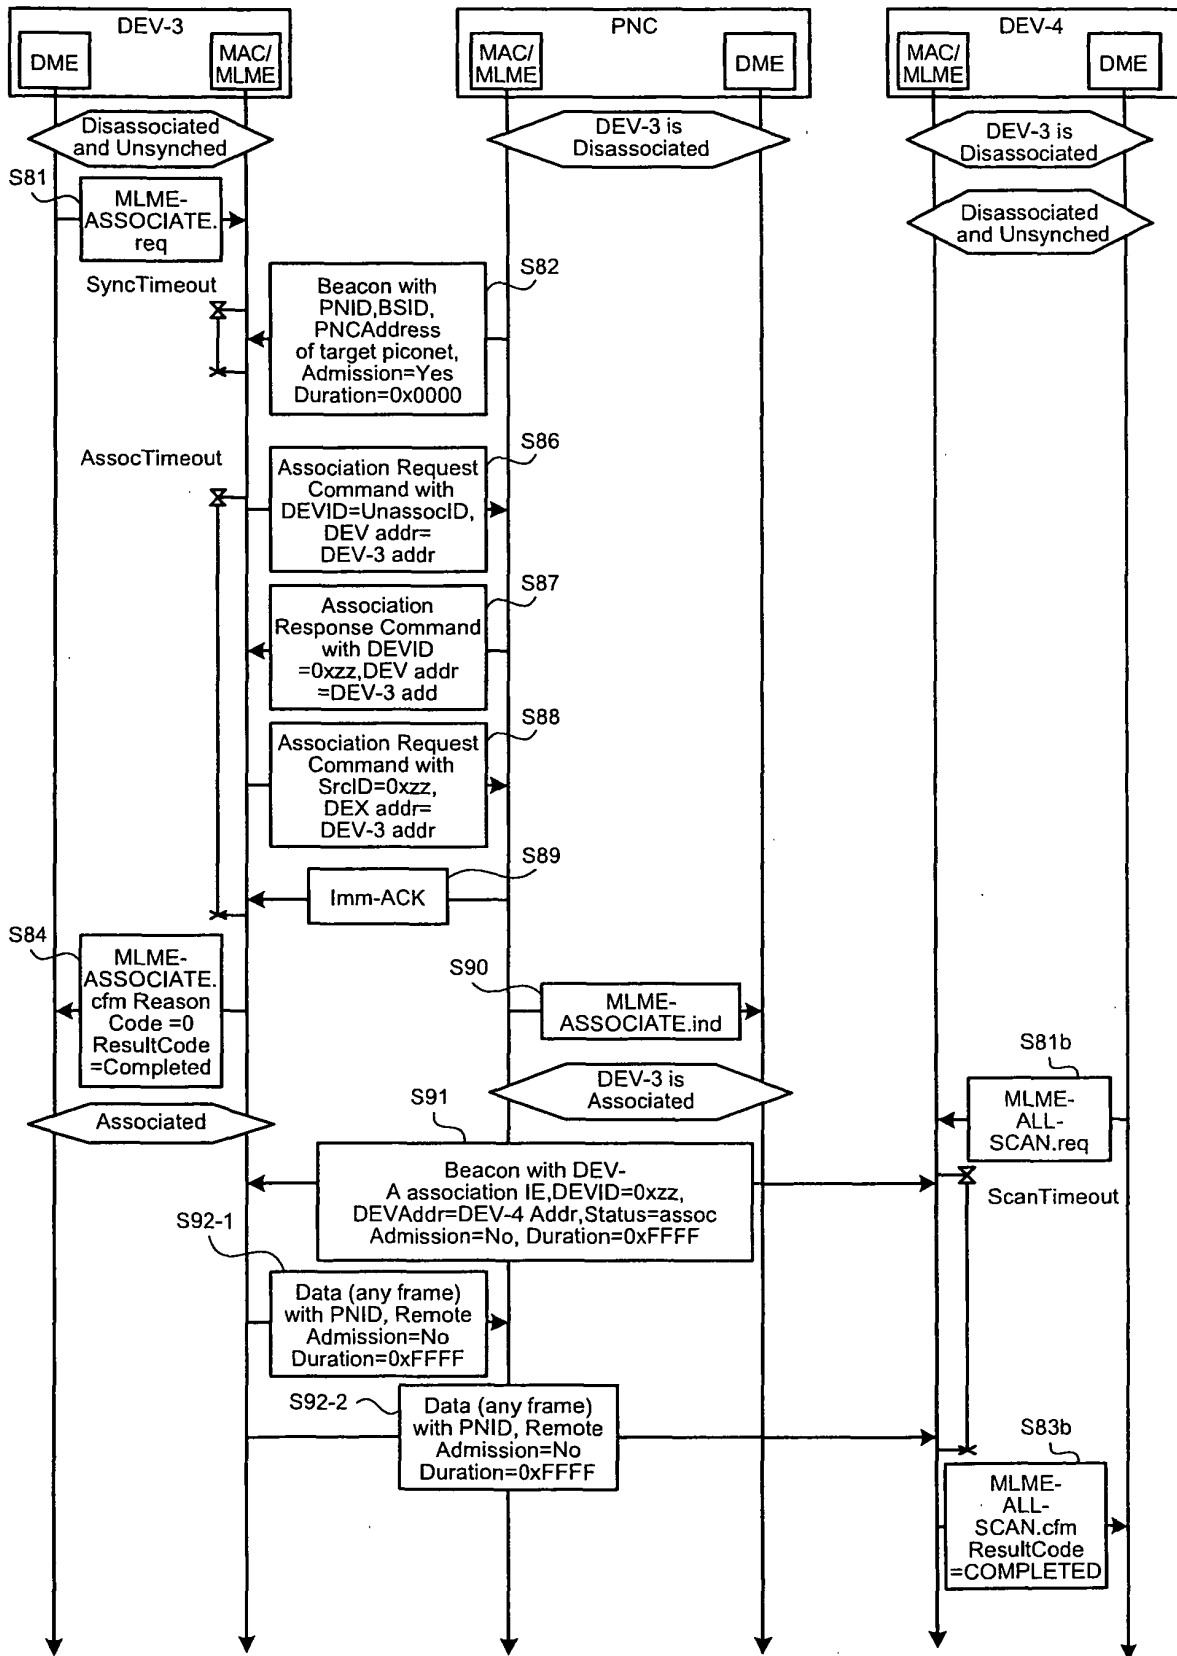 DEV-3
PNC
DEV-4
DME
MAC/
MLME
MAC/
MLME
DME
MAC/
MLME
DME
Disassociated
and Unsynched
DEV-3 is
Disassociated
DEV-3 is
Disassociated
S81
MLME-
ASSOCIATE.
req
Disassociated
and Unsynched
SyncTimeout
S82
Beacon with
PNID,BSID,
PNCAddress
of target piconet,
Admission=Yes
Duration=0x0000
AssocTimeout
S86
Association Request
Command with
DEVID=UnassocID,
DEV addr=
DEV-3 addr
S87
Association
Response Command
with DEVID
=0xzz,DEV addr
=DEV-3 add
S88
Association Request
Command with
SrcID=0xzz,
DEX addr=
DEV-3 addr
S89
Imm-ACK
S84
MLME-
ASSOCIATE.
cfm Reason
Code =0
ResultCode
=Completed
S90
MLME-
ASSOCIATE.ind
S81b
MLME-
ALL-
SCAN.req
DEV-3 is
Associated
Associated
S91
Beacon with DEV-
A association IE,DEVID=0xzz,
DEVAddr=DEV-4 Addr,Status=assoc
Admission=No, Duration=0xFFFF
ScanTimeout
S92-1
Data (any frame)
with PNID, Remote
Admission=No
Duration=0xFFFF
S92-2
Data (any frame)
with PNID, Remote
Admission=No
Duration=0xFFFF
S83b
MLME-
ALL-
SCAN.cfm
ResultCode
=COMPLETED